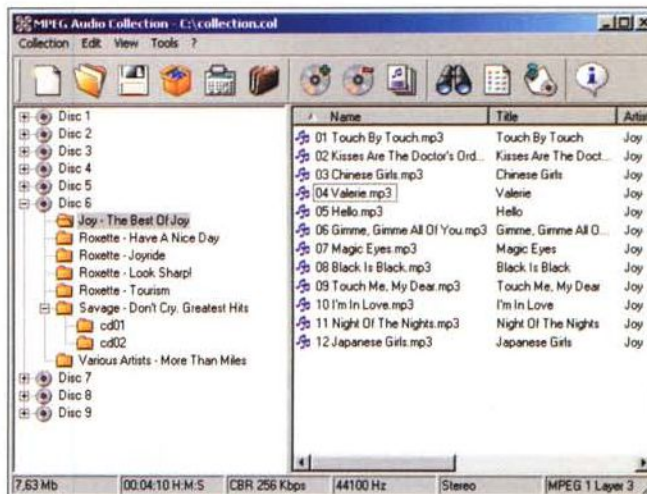 MPEG Audio Collection - C:\collection.col
Collection Edit View Tools ?
Disc 1
Disc 2
Disc 3
Disc 4
Disc 5
Disc 6
Joy - The Best Of Joy
Roxette - Have A Nice Day
Roxette - Joyride
Roxette - Look Sharp!
Roxette - Tourism
Savage - Don't Cry, Greatest Hits
cd01
cd02
Various Artists - More Than Miles
Disc 7
Disc 8
Disc 9
Name Title Artis
01 Touch By Touch.mp3 Touch By Touch Joy
02 Kisses Are The Doctor's Ord... Kisses Are The Doct... Joy
03 Chinese Girls.mp3 Chinese Girls Joy
04 Valerie.mp3 Valerie Joy
05 Hello.mp3 Hello Joy
06 Gimme, Gimme All Of You.mp3 Gimme, Gimme All O... Joy
07 Magic Eyes.mp3 Magic Eyes Joy
08 Black Is Black.mp3 Black Is Black Joy
09 Touch Me, My Dear.mp3 Touch Me, My Dear Joy
10 I'm In Love.mp3 I'm In Love Joy
11 Night Of The Nights.mp3 Night Of The Nights Joy
12 Japanese Girls.mp3 Japanese Girls Joy
7,63 Mb 00:04:10 H:M:S CBR 256 Kbps 44100 Hz Stereo MPEG 1 Layer 3